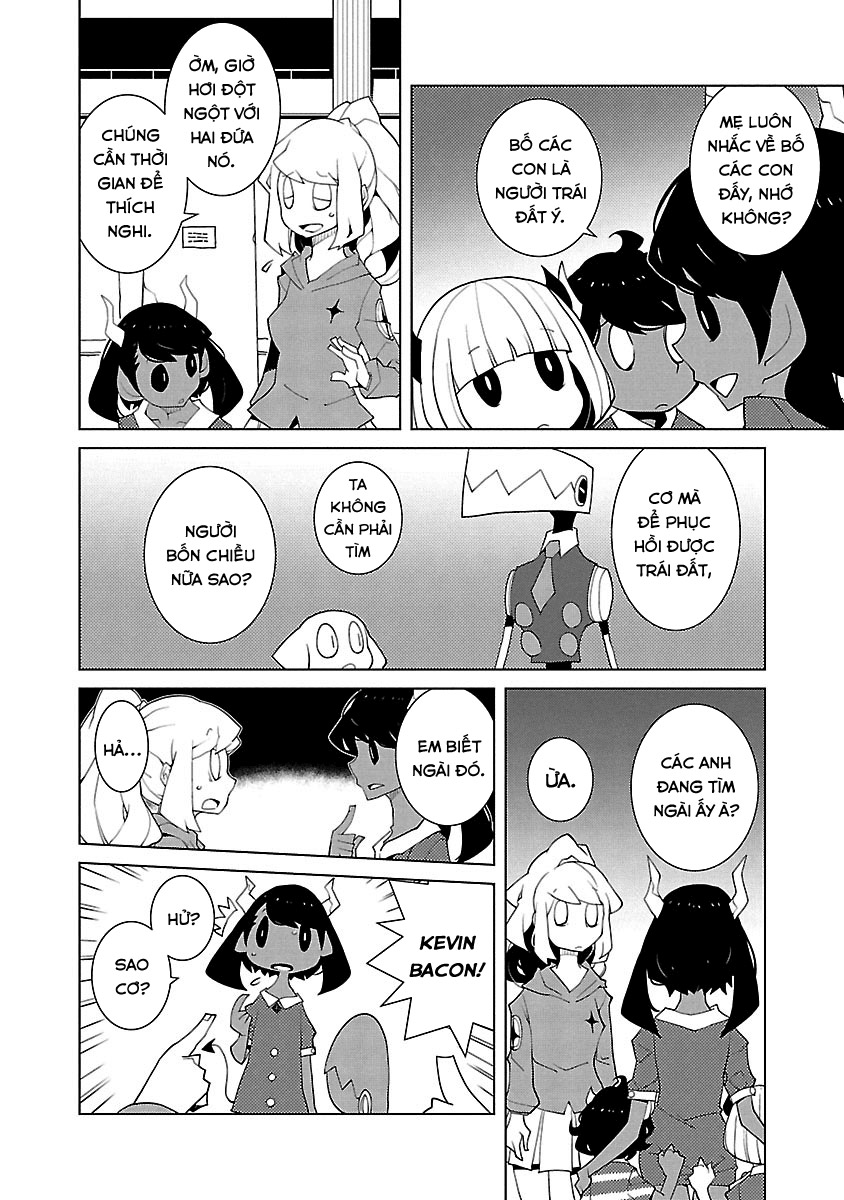 MẸ LUÔN
NHẮC VỀ BỐ
CÁC CON
ĐẤY, NHỚ
KHÔNG?
BỐ CÁC
CON LÀ
NGƯỜI TRÁI
ĐẤT Ý.
ỜM, GIỜ
HƠI ĐỘT
NGỘT VỚI
HAI ĐỨA
NÓ.
CHÚNG
CẦN THỜI
GIAN ĐỂ
THÍCH
NGHI.
CƠ MÀ
ĐỂ PHỤC
HỒI ĐƯỢC
TRÁI ĐẤT,
TA
KHÔNG
CẦN PHẢI
TÌM
NGƯỜI
BỐN CHIỀU
NỮA SAO?
CÁC ANH
ĐANG TÌM
NGÀI ẤY À?
ỪA.
EM BIẾT
NGÀI ĐÓ.
HẢ...
KEVIN
BACON!
HỬ?
SAO
CƠ?